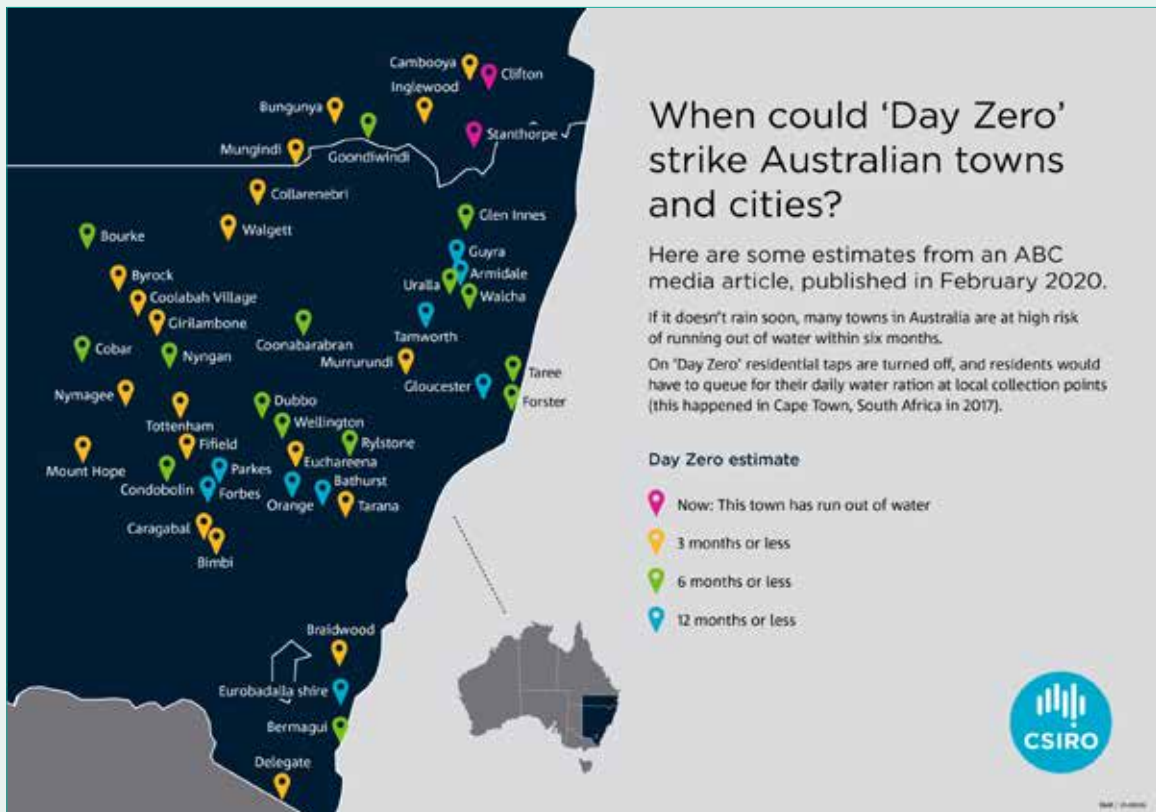 When could ‘Day Zero’
strike Australian towns
and cities?
Here are some estimates from an ABC
media article, published in February 2020.
If it doesn't rain soon, many towns in Australia are at high risk
of running out of water within six months.
On 'Day Zero' residential taps are turned off, and residents would
have to queue for their daily water ration at local collection points
(this happened in Cape Town, South Africa in 2017).
Day Zero estimate
Now: This town has run out of water
3 months or less
6 months or less
12 months or less
Cambooya
Clifton
Inglewood
Bungunya
Stanthorpe
Mungindi
Goondiwindi
Collarenebri
Glen Innes
Walgett
Bourke
Guyra
Armidale
Byrock
Uralla
Walcha
Coolabah Village
Girilambone
Tamworth
Coonabarabran
Cobar
Nyngan
Murrurundi
Taree
Gloucester
Nymagee
Forster
Dubbo
Tottenham
Wellington
Fifield
Rylstone
Mount Hope
Euchareena
Parkes
Bathurst
Condobolin
Forbes
Orange
Tarana
Caragabal
Bimbi
Braidwood
Eurobadalla shire
Bermagui
Delegate
CSIRO